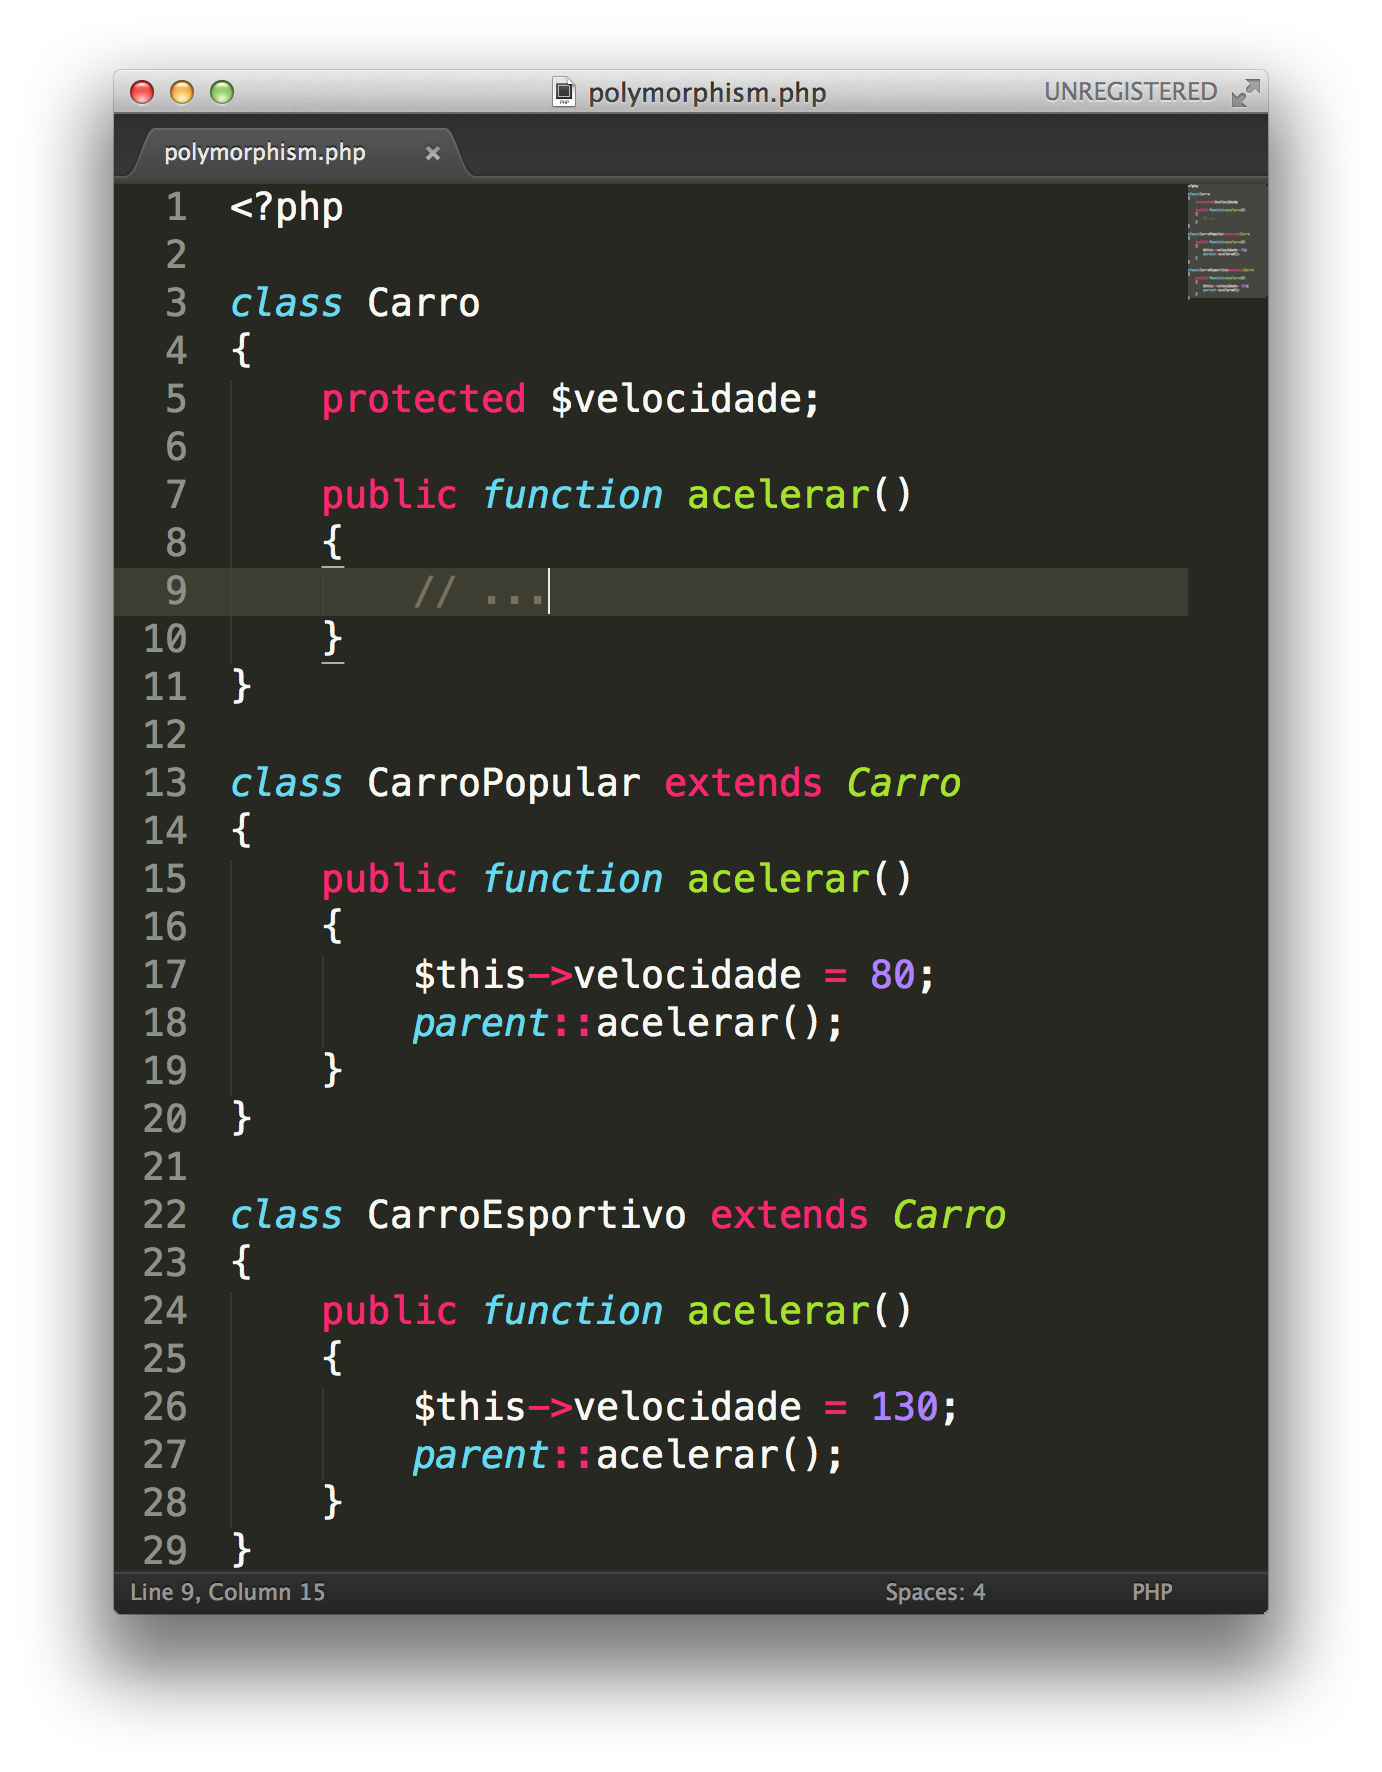 polymorphism.php
UNREGISTERED
polymorphism.php ×
1 <?php
2
3 class Carro
4 {
5     protected $velocidade;
6
7     public function acelerar()
8     {
9         // ...
10     }
11 }
12
13 class CarroPopular extends Carro
14 {
15     public function acelerar()
16     {
17         $this->velocidade = 80;
18         parent::acelerar();
19     }
20 }
21
22 class CarroEsportivo extends Carro
23 {
24     public function acelerar()
25     {
26         $this->velocidade = 130;
27         parent::acelerar();
28     }
29 }
Line 9, Column 15
Spaces: 4
PHP